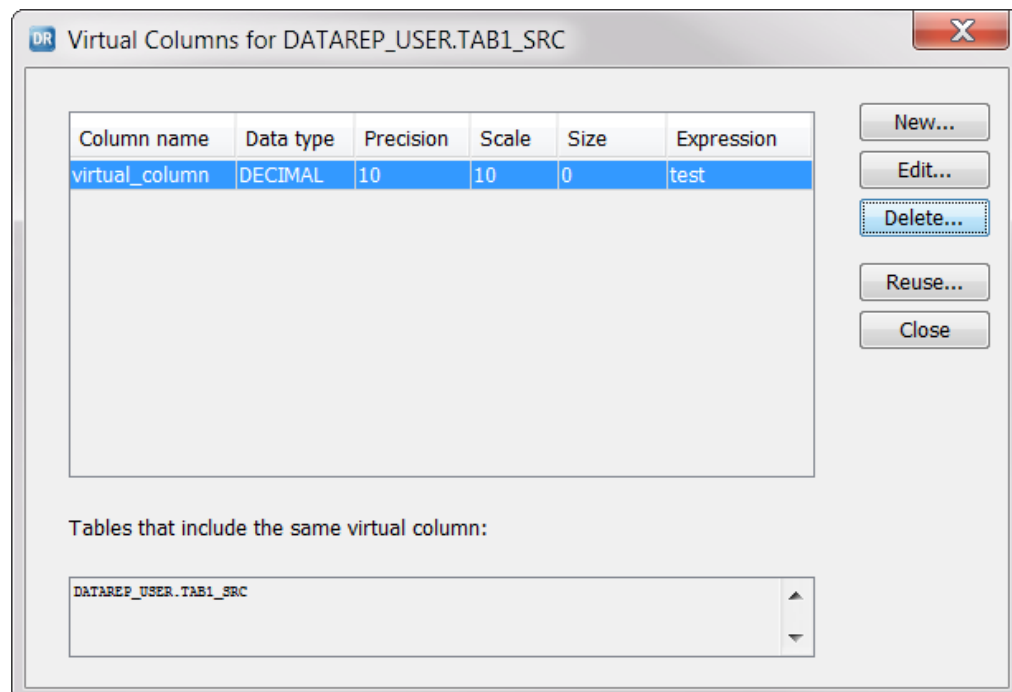 DR Virtual Columns for DATAREP_USER.TAB1_SRC
Column name Data type Precision Scale Size Expression
virtual_column DECIMAL 10 10 0 test
New...
Edit...
Delete...
Reuse...
Close
Tables that include the same virtual column:
DATAREP_USER.TAB1_SRC